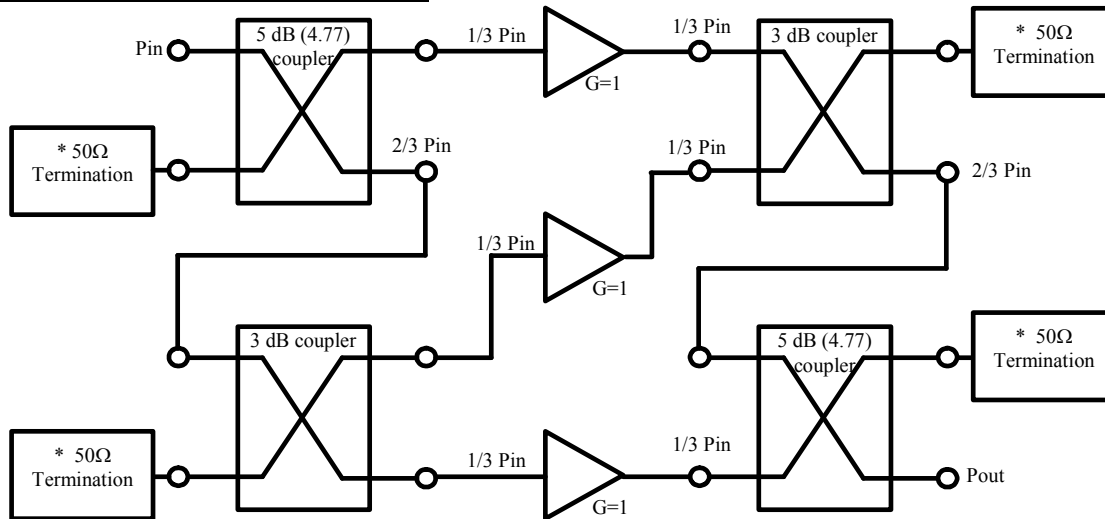 Pin
5 dB (4.77)
coupler
1/3 Pin
G=1
1/3 Pin
3 dB coupler
* 50Ω
Termination
* 50Ω
Termination
2/3 Pin
1/3 Pin
2/3 Pin
1/3 Pin
G=1
3 dB coupler
5 dB (4.77)
coupler
* 50Ω
Termination
* 50Ω
Termination
1/3 Pin
G=1
1/3 Pin
Pout